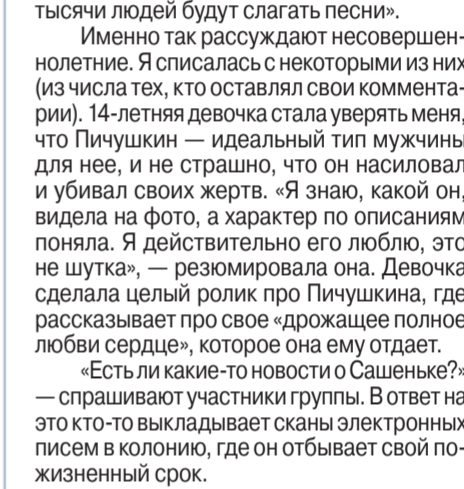 тысячи людей будут слагать песни».
Именно так рассуждают несовершен-
нолетние. Я списалась с некоторыми из них
(из числа тех, кто оставлял свои коммента-
рии). 14-летняя девочка стала уверять меня,
что Пичушкин — идеальный тип мужчины
для нее, и не страшно, что он насиловал
и убивал своих жертв. «Я знаю, какой он,
видела на фото, а характер по описаниям
поняла. Я действительно его люблю, это
не шутка», — резюмировала она. Девочка
сделала целый ролик про Пичушкина, где
рассказывает про свое «дрожащее полное
любви сердце», которое она ему отдает.
«Есть ли какие-то новости о Сашеньке?»
— спрашивают участники группы. В ответ на
это кто-то выкладывает сканы электронных
писем в колонию, где он отбывает свой по-
жизненный срок.